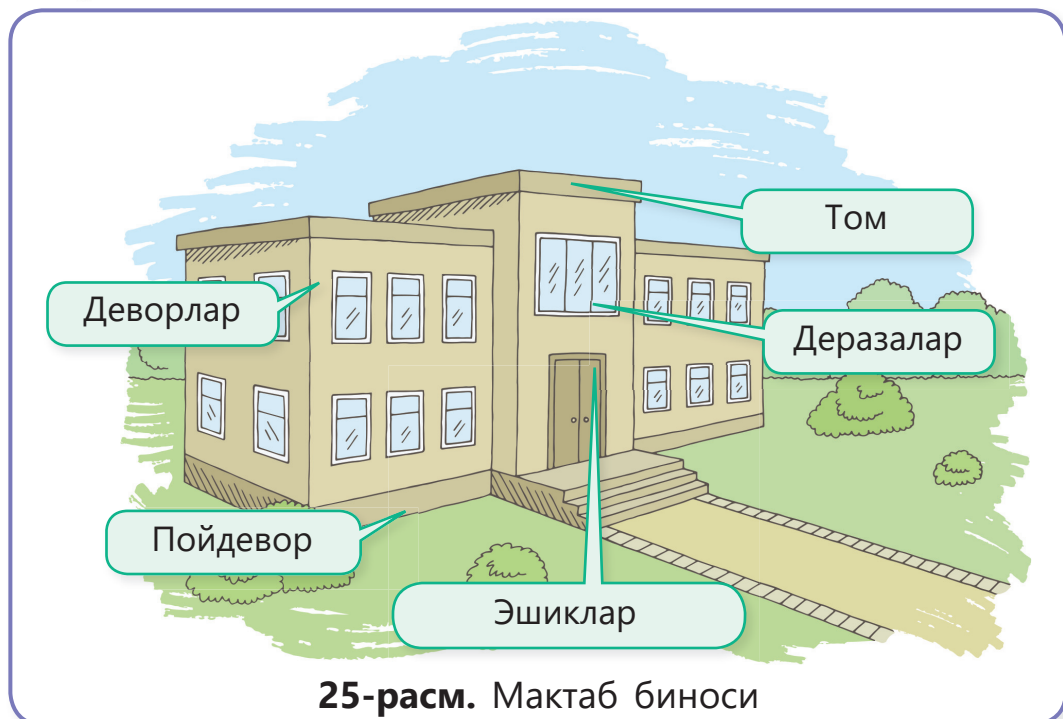 Том
Деворлар
Деразалар
Пойдевор
Эшиклар
25-расм. Мактаб биноси